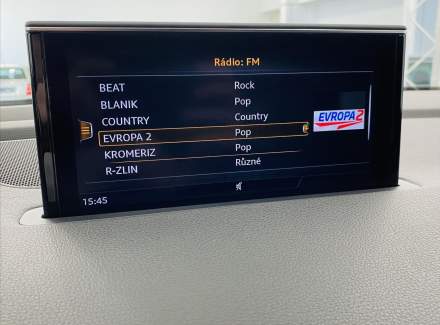 Rádio: FM
BEAT Rock
BLANIK Pop
COUNTRY Country
EVROPA 2 Pop
KROMERIZ Pop
R-ZLIN Různé
EVROPA2
15:45